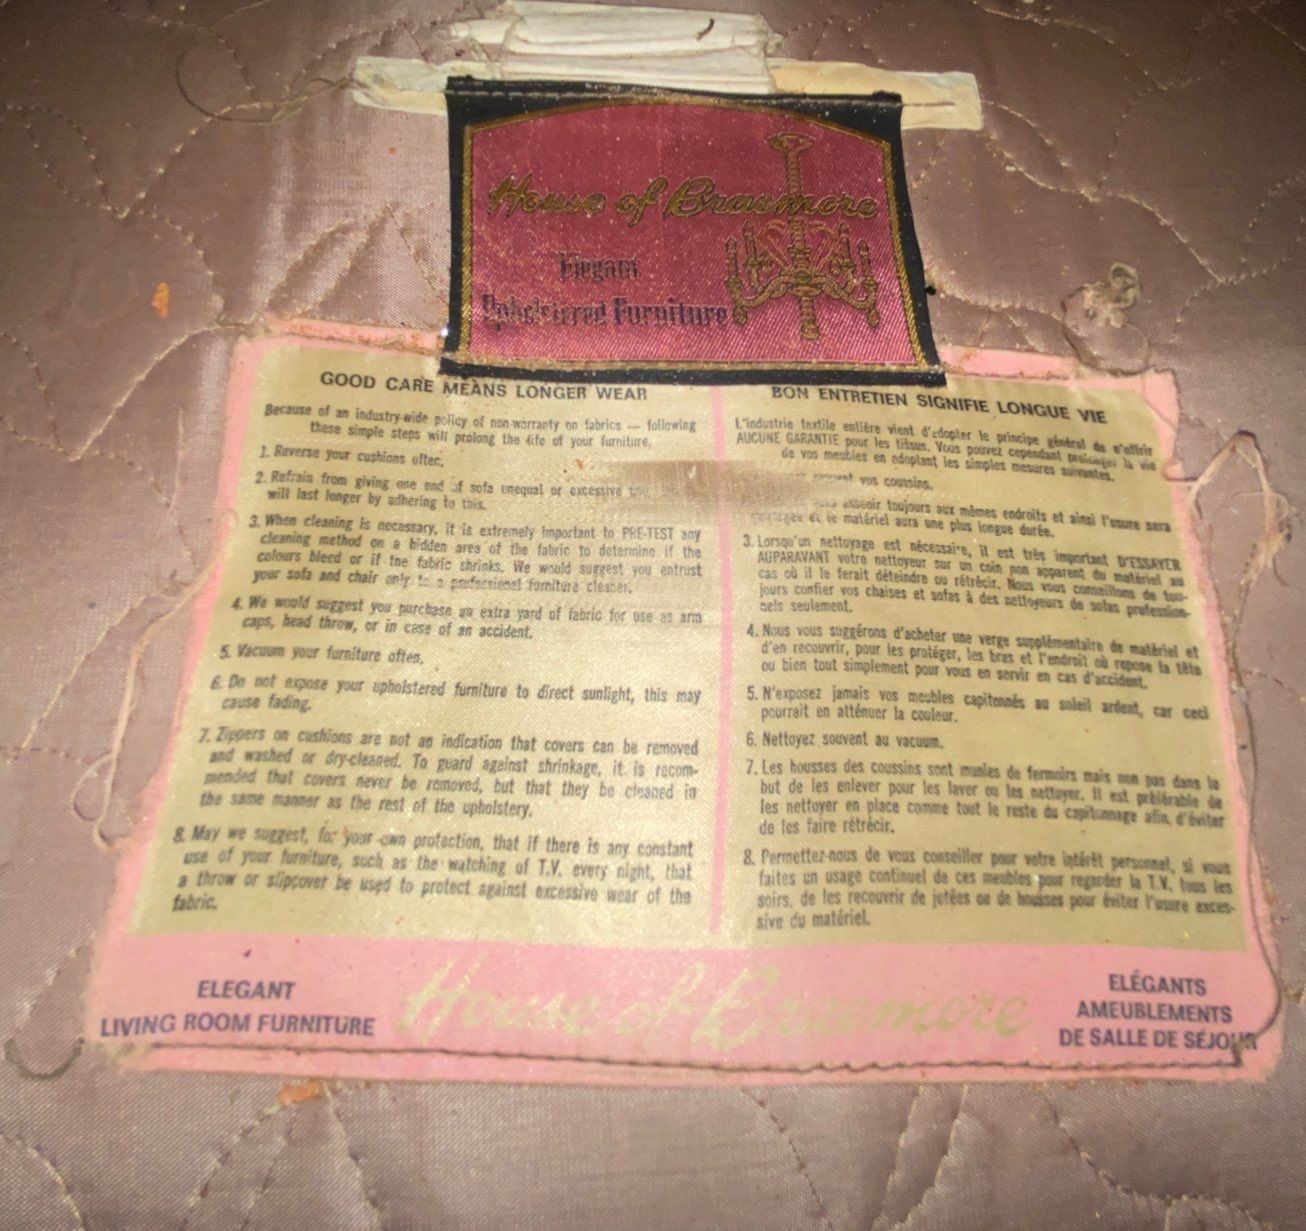 House of Braemore
Elegant
Upholstered Furniture
GOOD CARE MEANS LONGER WEAR
Because of an industry-wide policy of non-warranty on fabrics — following
these simple steps will prolong the life of your furniture.
1. Reverse your cushions often.
2. Refrain from giving one end of sofa unequal or excessive
will last longer by adhering to this.
3. When cleaning is necessary, it is extremely important to PRE-TEST any
cleaning method on a hidden area of the fabric to determine if the
colours bleed or if the fabric shrinks. We would suggest you entrust
your sofa and chair only to a professional furniture cleaner.
4. We would suggest you purchase an extra yard of fabric for use as arm
caps, head throw, or in case of an accident.
5. Vacuum your furniture often.
6. Do not expose your upholstered furniture to direct sunlight, this may
cause fading.
7. Zippers on cushions are not an indication that covers can be removed
and washed or dry-cleaned. To guard against shrinkage, it is recom-
mended that covers never be removed, but that they be cleaned in
the same manner as the rest of the upholstery.
8. May we suggest, for your own protection, that if there is any constant
use of your furniture, such as the watching of T.V. every night, that
a throw or slipcover be used to protect against excessive wear of the
fabric.
BON ENTRETIEN SIGNIFIE LONGUE VIE
L'industrie textile entière vient d'adopter le principe général de n'offrir
AUCUNE GARANTIE pour les tissus. Vous pouvez cependant prolonger la vie
de vos meubles en adoptant les simples mesures suivantes.
vos coussins.
asseoir toujours aux mêmes endroits et ainsi l'usure sera
et le matériel aura une plus longue durée.
3. Lorsqu'un nettoyage est nécessaire, il est très important D'ESSAYER
AUPARAVANT votre nettoyeur sur un coin non apparent du matériel au
cas où il le ferait déteindre ou rétrécir. Nous vous conseillons de tou-
jours confier vos chaises et sofas à des nettoyeurs de sofas profession-
nels seulement.
4. Nous vous suggérons d'acheter une verge supplémentaire de matériel et
d'en recouvrir, pour les protéger, les bras et l'endroit où repose la tête
ou bien tout simplement pour vous en servir en cas d'accident.
5. N'exposez jamais vos meubles capitonnés au soleil ardent, car ceci
pourrait en atténuer la couleur.
6. Nettoyez souvent au vacuum.
7. Les housses des coussins sont munies de fermoirs mais non pas dans le
but de les enlever pour les laver ou les nettoyer. Il est préférable de
les nettoyer en place comme tout le reste du capitonnage afin d'éviter
de les faire rétrécir.
8. Permettez-nous de vous conseiller pour votre intérêt personnel, si vous
faites un usage continuel de ces meubles pour regarder la T.V. tous les
soirs, de les recouvrir de jetées ou de housses pour éviter l'usure exces-
sive du matériel.
ELEGANT
LIVING ROOM FURNITURE
House of Braemore
ÉLÉGANTS
AMEUBLEMENTS
DE SALLE DE SÉJOUR